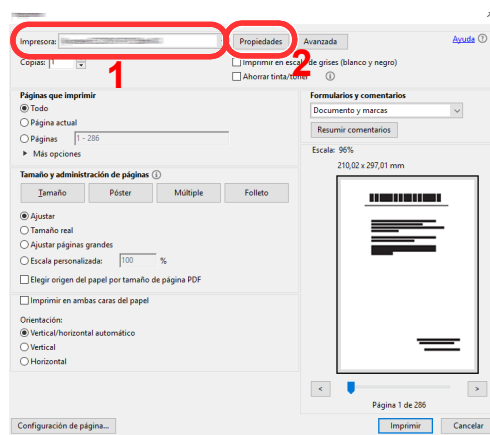 Impresora:
Propiedades
Avanzada
Ayuda
Copias: 1
Imprimir en escala de grises (blanco y negro)
Ahorrar tinta/tóner
1
2
Páginas que imprimir
Todo
Página actual
Páginas 1 - 286
Más opciones
Tamaño y administración de páginas
Tamaño Póster Múltiple Folleto
Ajustar
Tamaño real
Ajustar páginas grandes
Escala personalizada: 100 %
Elegir origen del papel por tamaño de página PDF
Imprimir en ambas caras del papel
Orientación:
Vertical/horizontal automático
Vertical
Horizontal
Formularios y comentarios
Documento y marcas
Resumir comentarios
Escala: 96%
210,02 x 297,01 mm
< >
Página 1 de 286
Configuración de página...
Imprimir Cancelar